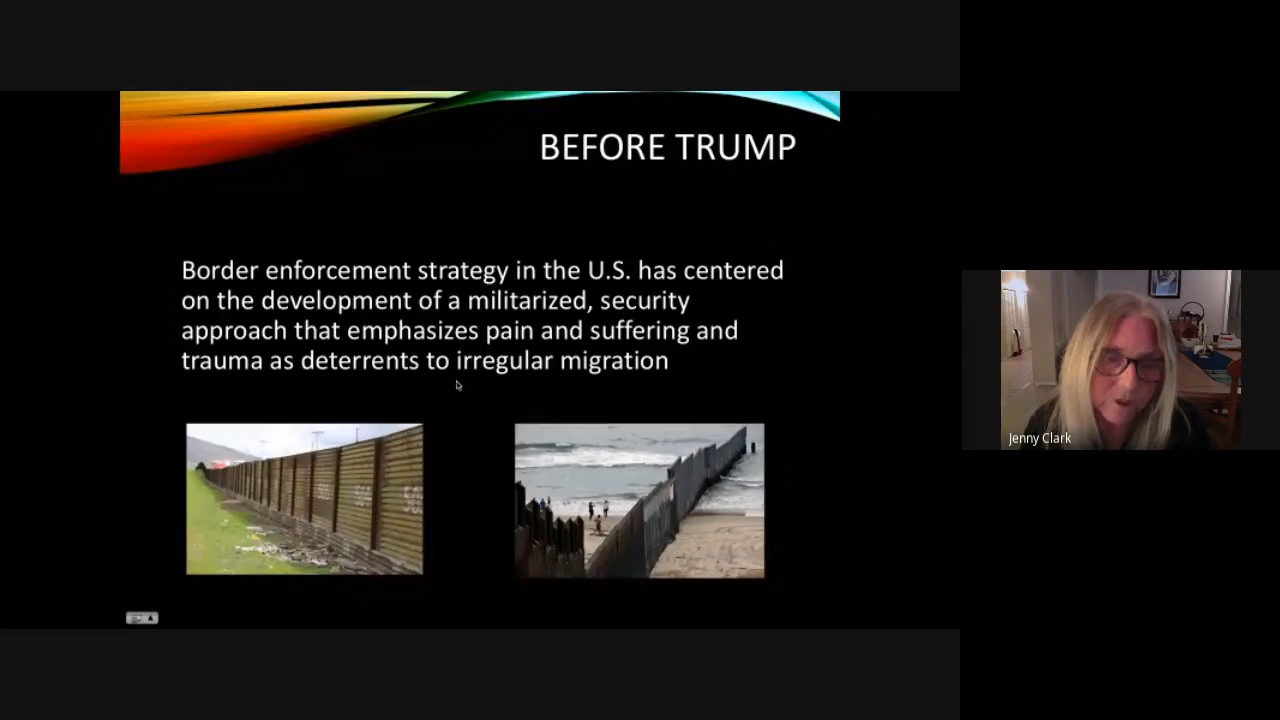 BEFORE TRUMP
Border enforcement strategy in the U.S. has centered
on the development of a militarized, security
approach that emphasizes pain and suffering and
trauma as deterrents to irregular migration
Jenny Clark